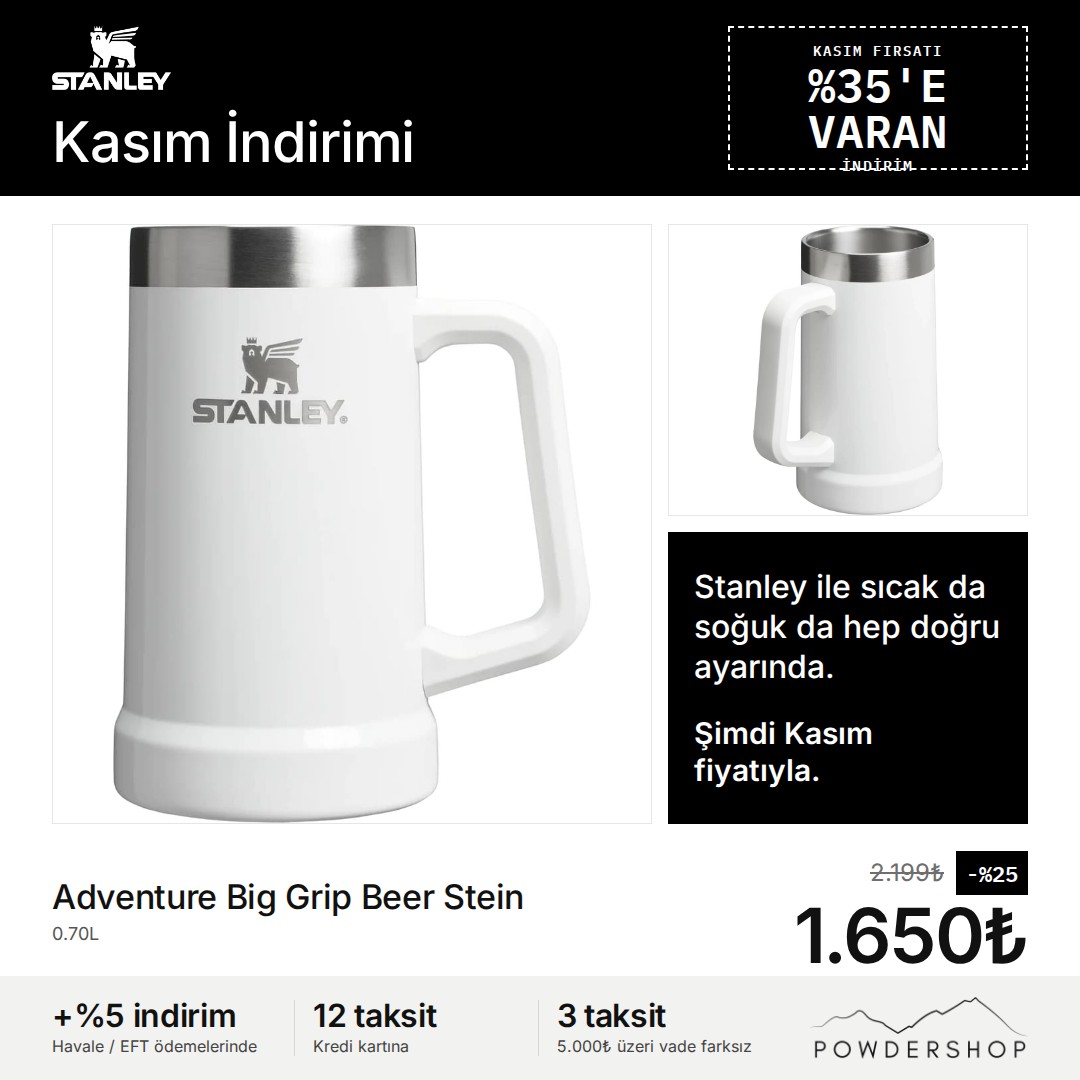 STANLEY
Kasım İndirimi
KASIM FIRSATI
%35'E
VARAN
İNDİRİM
STANLEY.®
Stanley ile sıcak da
soğuk da hep doğru
ayarında.
Şimdi Kasım
fiyatıyla.
Adventure Big Grip Beer Stein
0.70L
2.199₺
-%25
1.650₺
+%5 indirim
Havale / EFT ödemelerinde
12 taksit
Kredi kartına
3 taksit
5.000₺ üzeri vade farksız
POWDERSHOP